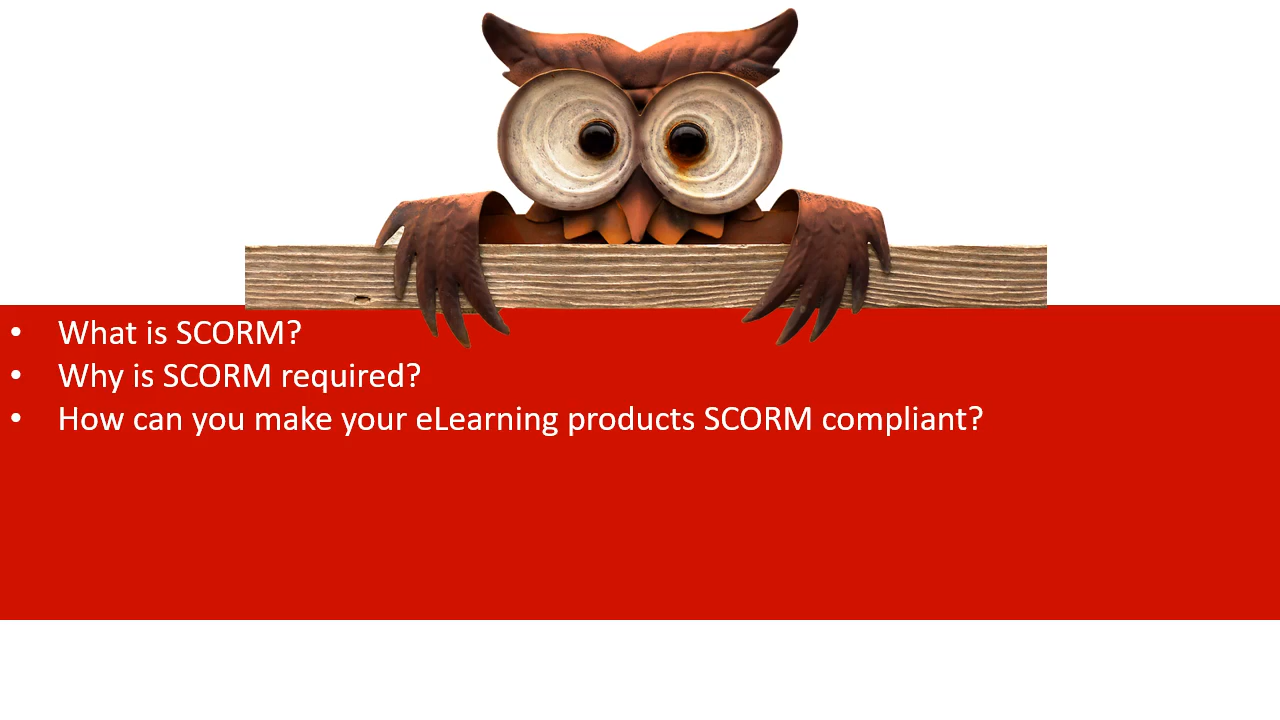 • What is SCORM?
• Why is SCORM required?
• How can you make your eLearning products SCORM compliant?